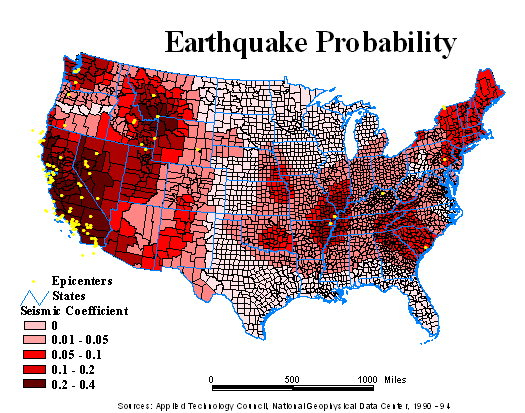 Earthquake Probability
Epicenters
States
Seismic Coefficient
0
0.01 - 0.05
0.05 - 0.1
0.1 - 0.2
0.2 - 0.4
0 500 1000 Miles
Sources: Applied Technology Council, National Geophysical Data Center, 1990 - 94